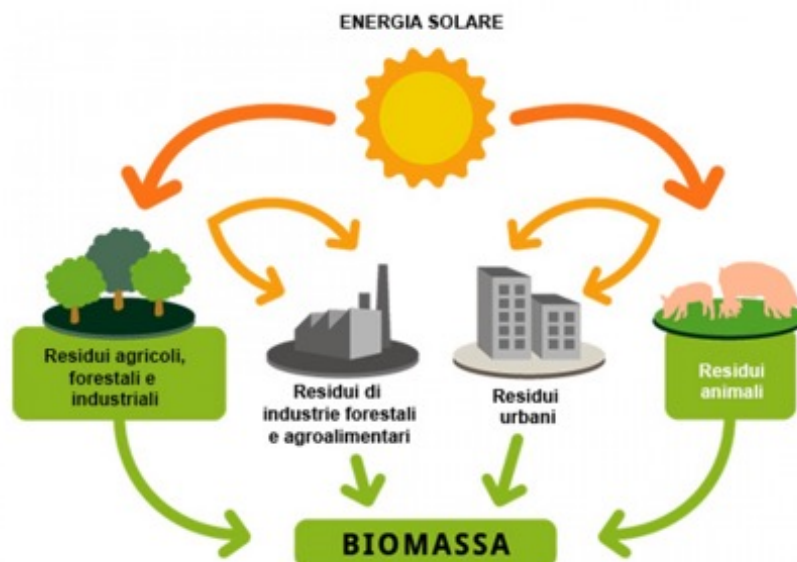 ENERGIA SOLARE
Residui agricoli,
forestali e
industriali
Residui di
industrie forestali
e agroalimentari
Residui
urbani
Residui
animali
BIOMASSA